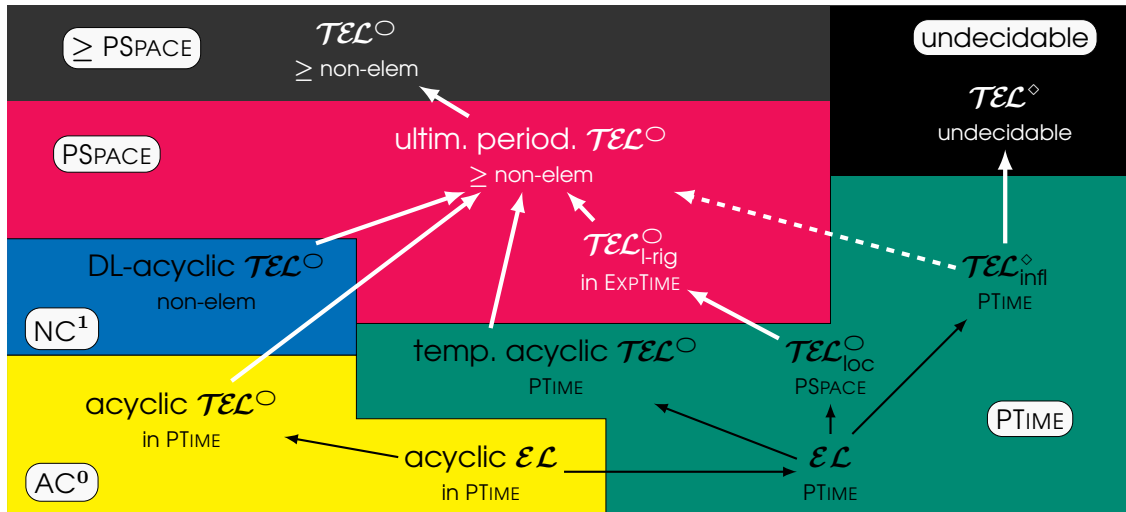 ≥ PSPACE
𝒯ℰℒ◯
≥ non-elem
undecidable
𝒯ℰℒ◇
undecidable
PSPACE
ultim. period. 𝒯ℰℒ◯
≥ non-elem
𝒯ℰℒ◯ l-rig
in EXPTIME
DL-acyclic 𝒯ℰℒ◯
non-elem
NC¹
𝒯ℰℒ◇ infl
PTIME
temp. acyclic 𝒯ℰℒ◯
PTIME
𝒯ℰℒ◯ loc
PSPACE
acyclic 𝒯ℰℒ◯
in PTIME
PTIME
acyclic ℰℒ
in PTIME
ℰℒ
PTIME
AC⁰